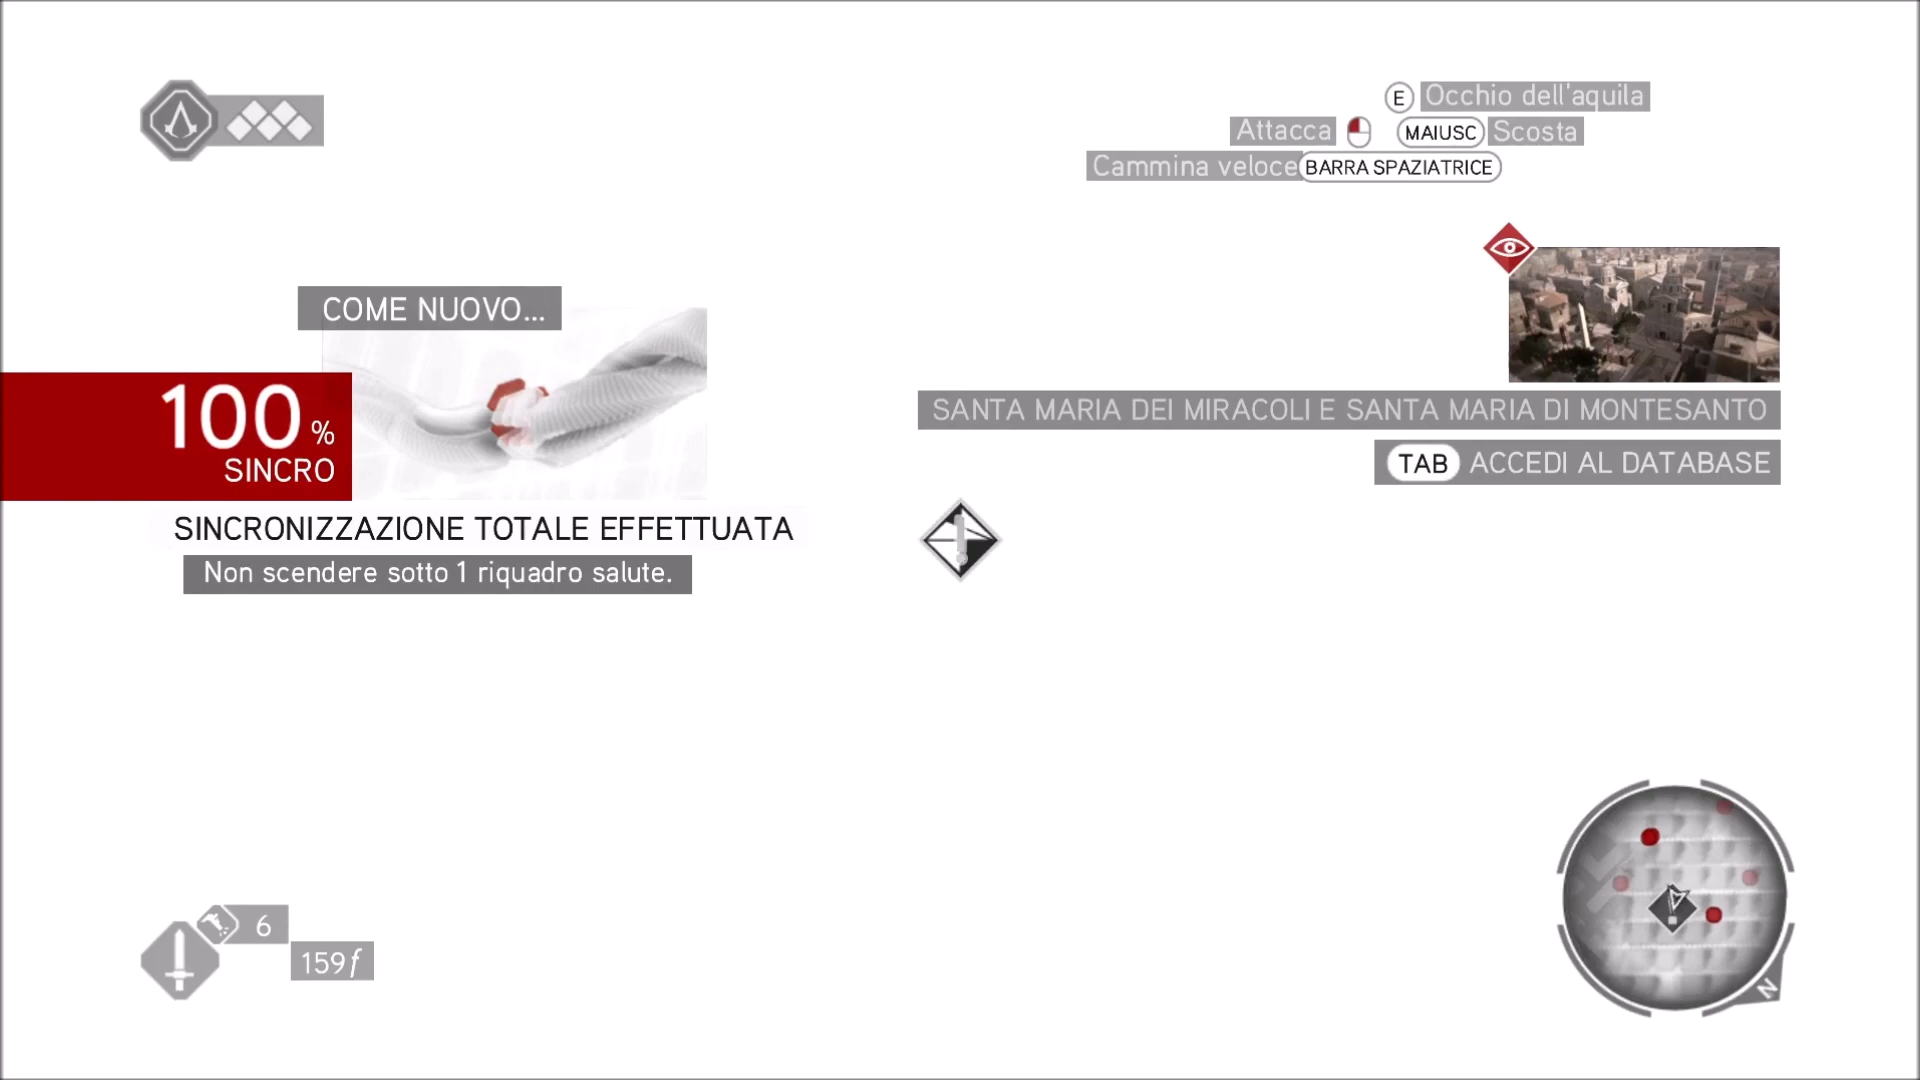 E Occhio dell'aquila
Attacca MAIUSC Scosta
Cammina veloce BARRA SPAZIATRICE
COME NUOVO...
100%
SINCRO
SINCRONIZZAZIONE TOTALE EFFETTUATA
Non scendere sotto 1 riquadro salute.
SANTA MARIA DEI MIRACOLI E SANTA MARIA DI MONTESANTO
TAB ACCEDI AL DATABASE
6
159ƒ
N